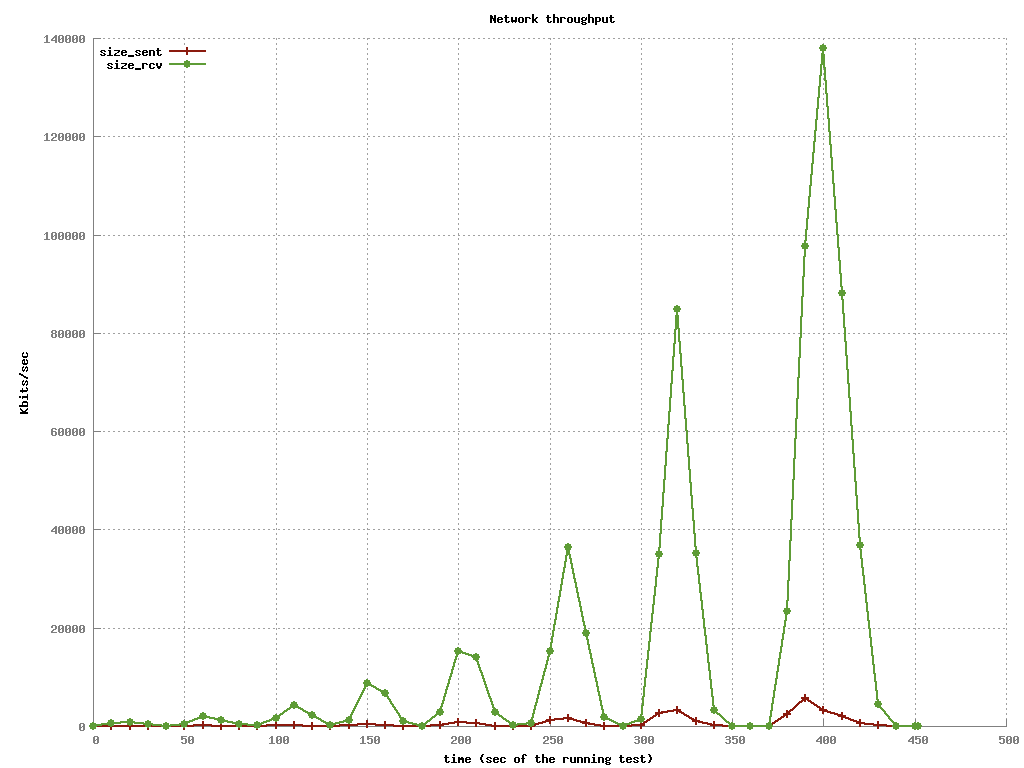 Network throughput
140000
size_sent
size_rcv
120000
100000
80000
Kbits/sec
60000
40000
20000
0
0 50 100 150 200 250 300 350 400 450 500
time (sec of the running test)